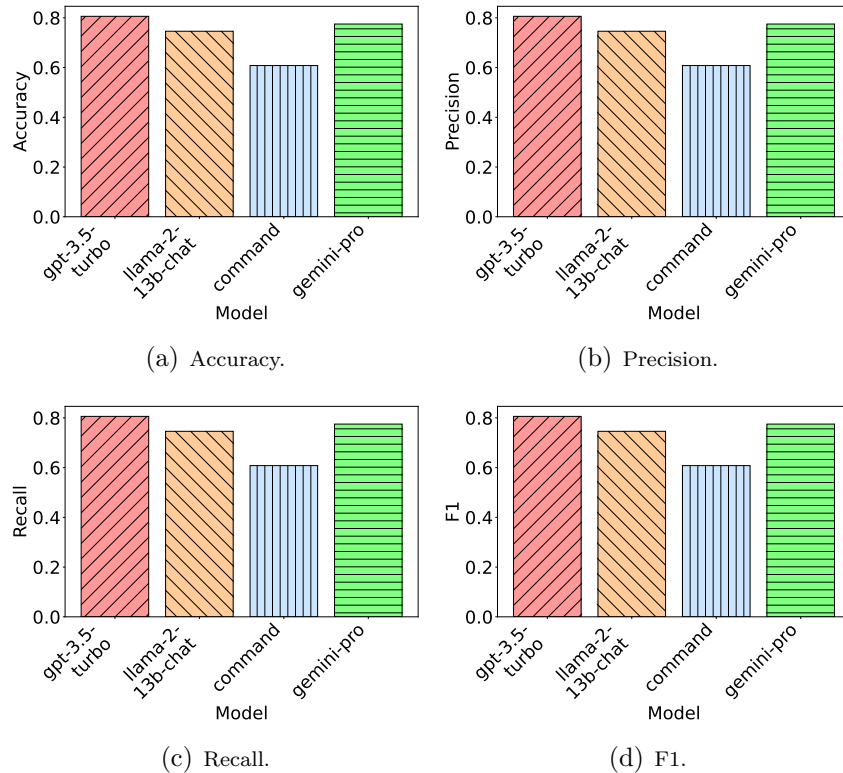 Accuracy
0.8
0.6
0.4
0.2
0.0
gpt-3.5-
turbo
llama-2-
13b-chat
command
gemini-pro
Model
(a) Accuracy.
Precision
0.8
0.6
0.4
0.2
0.0
gpt-3.5-
turbo
llama-2-
13b-chat
command
gemini-pro
Model
(b) Precision.
Recall
0.8
0.6
0.4
0.2
0.0
gpt-3.5-
turbo
llama-2-
13b-chat
command
gemini-pro
Model
(c) Recall.
F1
0.8
0.6
0.4
0.2
0.0
gpt-3.5-
turbo
llama-2-
13b-chat
command
gemini-pro
Model
(d) F1.